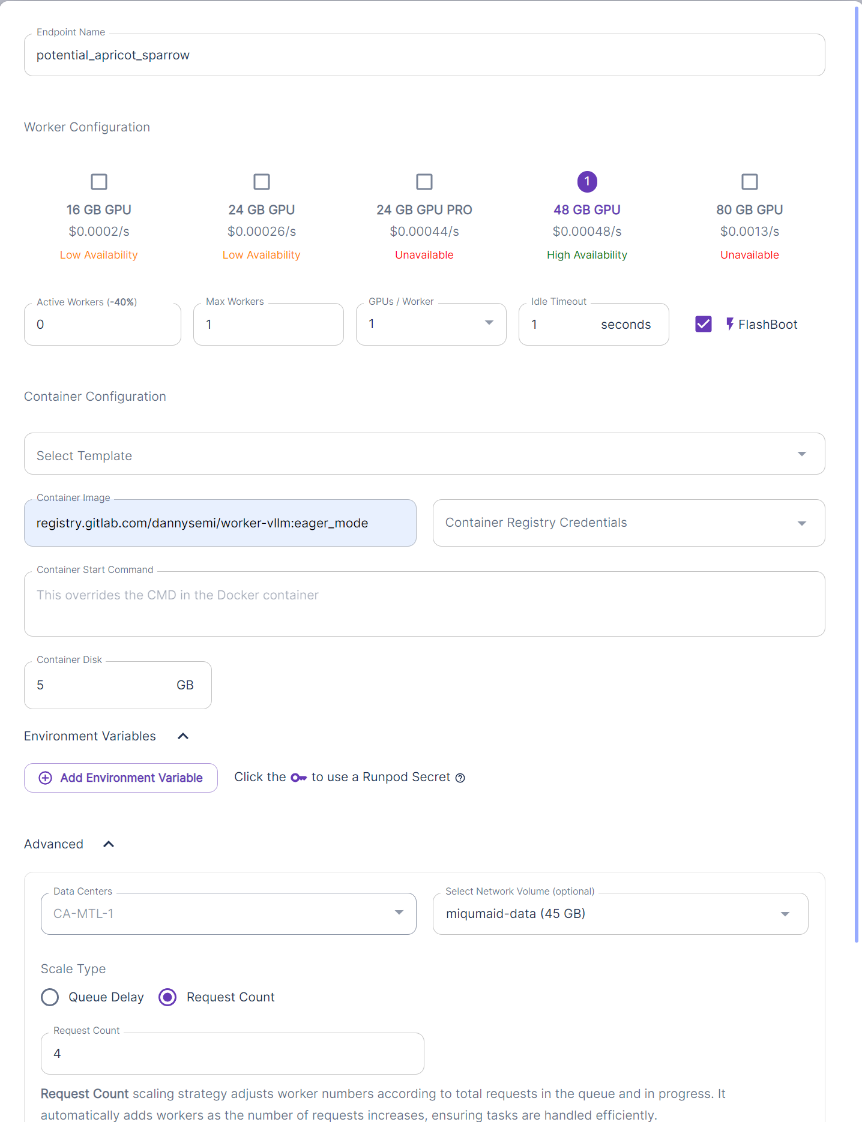 Endpoint Name
potential_apricot_sparrow
Worker Configuration
1
16 GB GPU 24 GB GPU 24 GB GPU PRO 48 GB GPU 80 GB GPU
$0.0002/s $0.00026/s $0.00044/s $0.00048/s $0.0013/s
Low Availability Low Availability Unavailable High Availability Unavailable
Active Workers (-40%) Max Workers GPUs / Worker Idle Timeout
0 1 1 1 seconds FlashBoot
Container Configuration
Select Template
Container Image
registry.gitlab.com/dannysemi/worker-vllm:eager_mode Container Registry Credentials
Container Start Command
This overrides the CMD in the Docker container
Container Disk
5 GB
Environment Variables
Add Environment Variable Click the to use a Runpod Secret
Advanced
Data Centers Select Network Volume (optional)
CA-MTL-1 miqumaid-data (45 GB)
Scale Type
Queue Delay Request Count
Request Count
4
Request Count scaling strategy adjusts worker numbers according to total requests in the queue and in progress. It
automatically adds workers as the number of requests increases, ensuring tasks are handled efficiently.